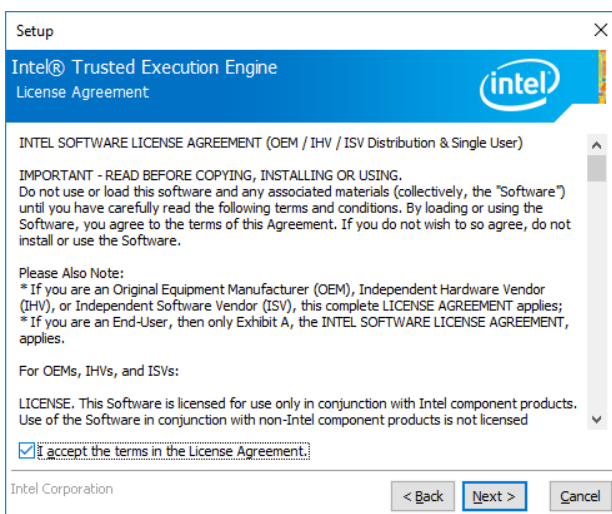 Setup
Intel® Trusted Execution Engine
License Agreement
intel
INTEL SOFTWARE LICENSE AGREEMENT (OEM / IHV / ISV Distribution & Single User)
IMPORTANT - READ BEFORE COPYING, INSTALLING OR USING.
Do not use or load this software and any associated materials (collectively, the "Software")
until you have carefully read the following terms and conditions. By loading or using the
Software, you agree to the terms of this Agreement. If you do not wish to so agree, do not
install or use the Software.
Please Also Note:
* If you are an Original Equipment Manufacturer (OEM), Independent Hardware Vendor
(IHV), or Independent Software Vendor (ISV), this complete LICENSE AGREEMENT applies;
* If you are an End-User, then only Exhibit A, the INTEL SOFTWARE LICENSE AGREEMENT,
applies.
For OEMs, IHVs, and ISVs:
LICENSE. This Software is licensed for use only in conjunction with Intel component products.
Use of the Software in conjunction with non-Intel component products is not licensed
I accept the terms in the License Agreement.
Intel Corporation
< Back
Next >
Cancel